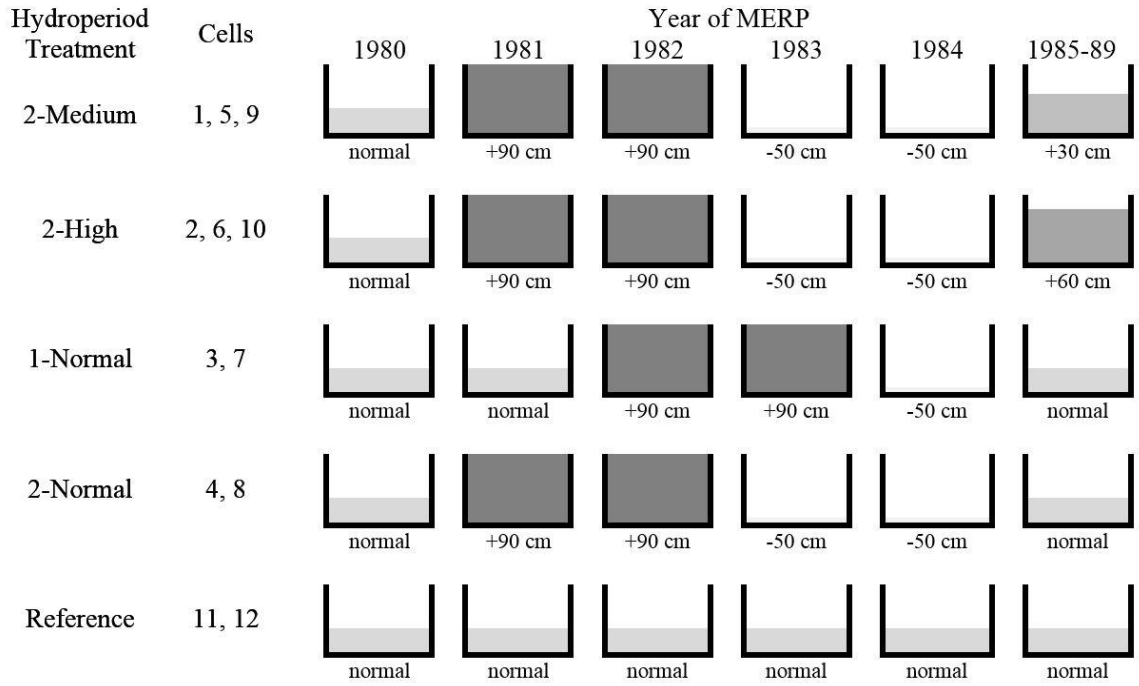 Hydroperiod Treatment Cells Year of MERP
1980 1981 1982 1983 1984 1985-89
2-Medium 1, 5, 9
normal +90 cm +90 cm -50 cm -50 cm +30 cm
2-High 2, 6, 10
normal +90 cm +90 cm -50 cm -50 cm +60 cm
1-Normal 3, 7
normal normal +90 cm +90 cm -50 cm normal
2-Normal 4, 8
normal +90 cm +90 cm -50 cm -50 cm normal
Reference 11, 12
normal normal normal normal normal normal